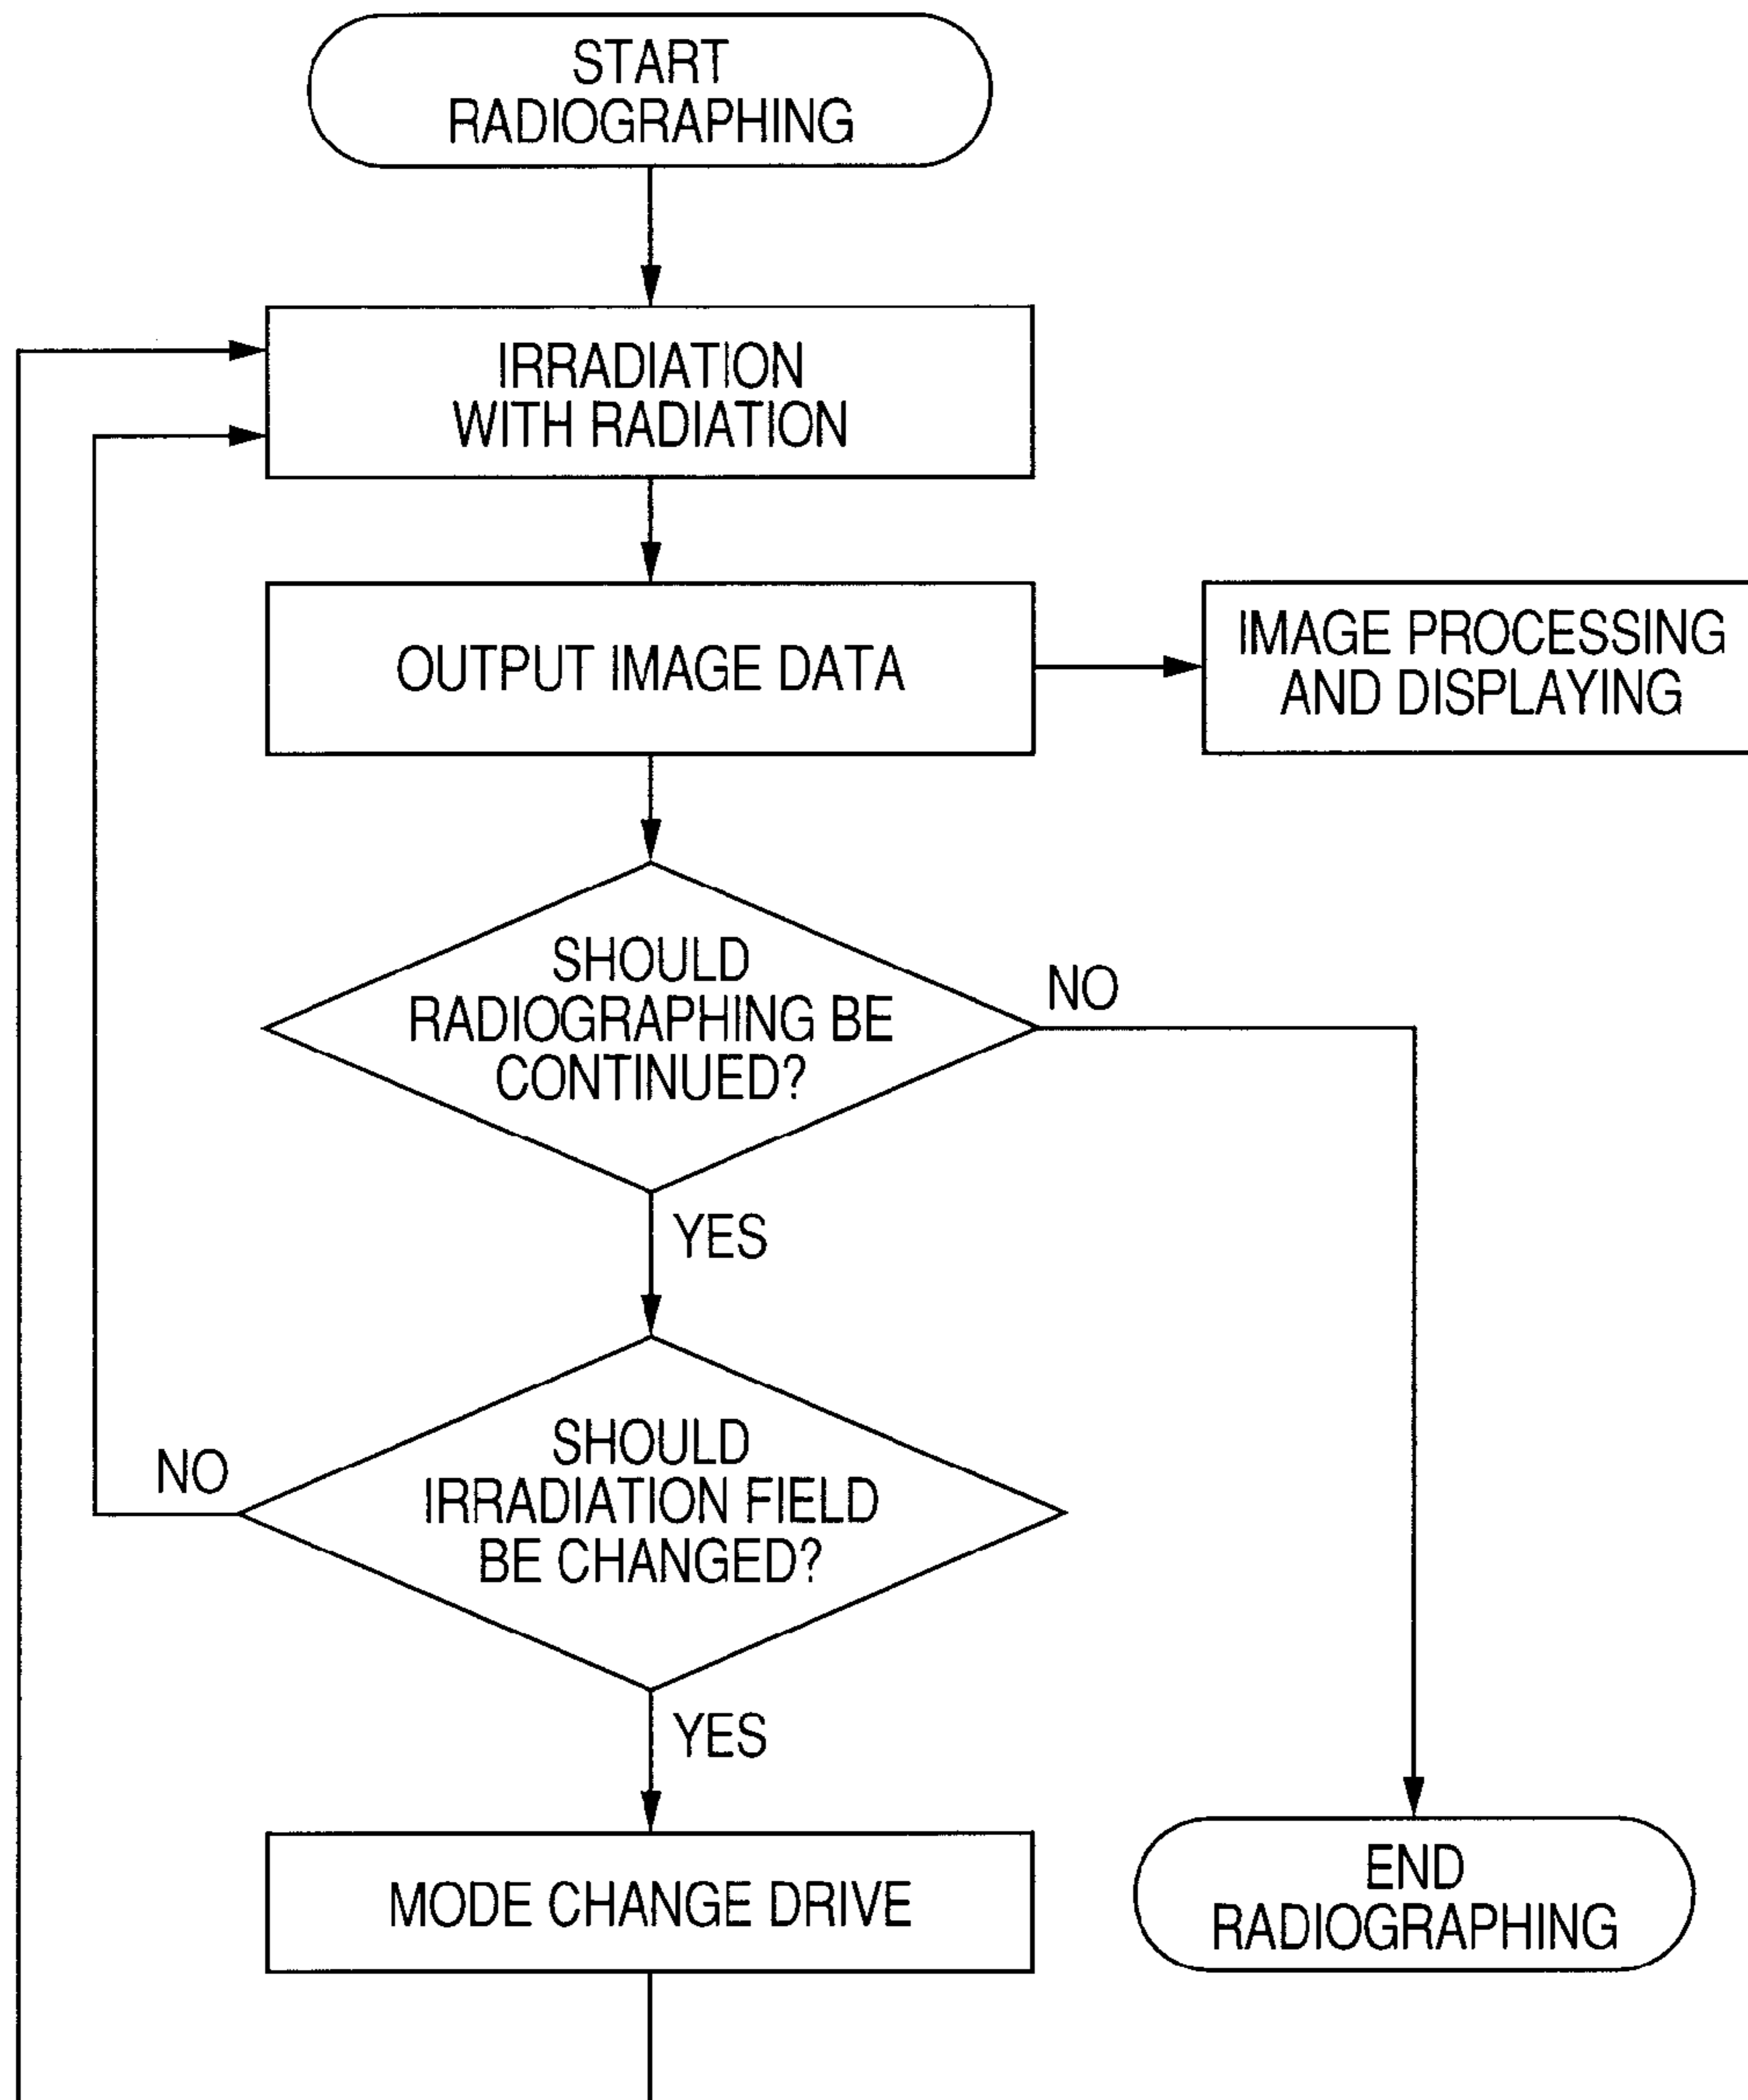 START
RADIOGRAPHING
IRRADIATION
WITH RADIATION
OUTPUT IMAGE DATA
IMAGE PROCESSING
AND DISPLAYING
SHOULD
RADIOGRAPHING BE
CONTINUED?
NO
YES
SHOULD
IRRADIATION FIELD
BE CHANGED?
NO
YES
MODE CHANGE DRIVE
END
RADIOGRAPHING